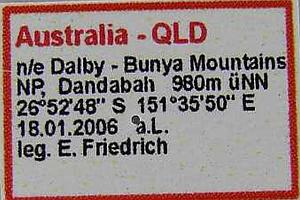 Australia - QLD
n/e Dalby - Bunya Mountains
NP, Dandabah 980m üNN
26°52'48" S 151°35'50" E
18.01.2006 a.L.
leg. E. Friedrich